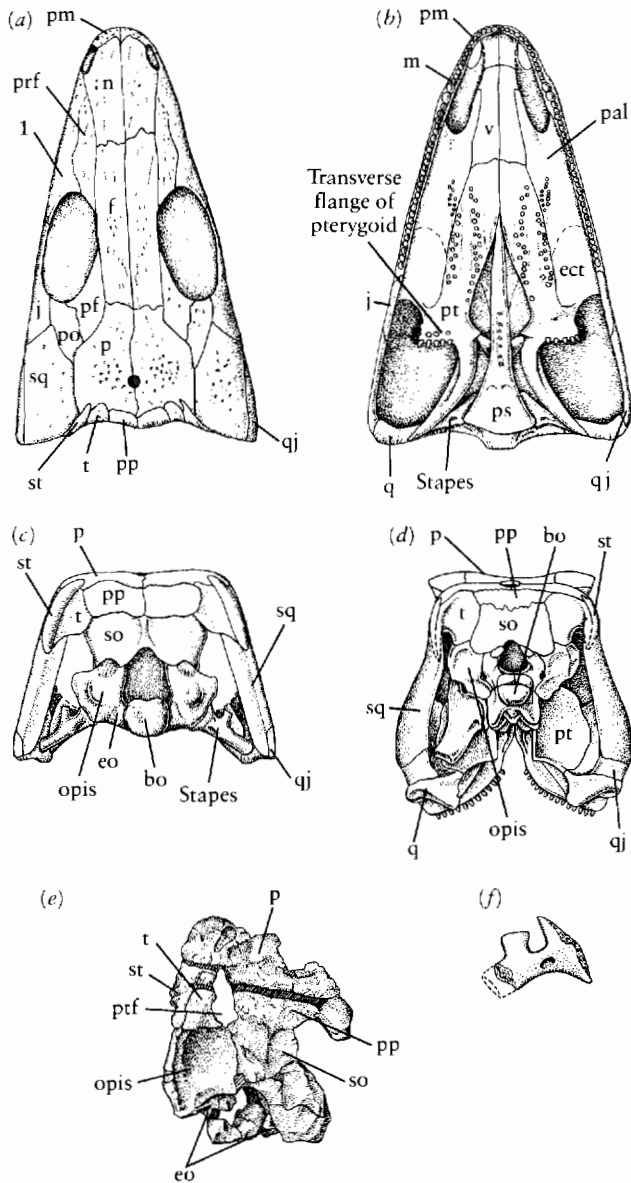 (a)
pm
prf
n
1
f
j
pf
po
p
sq
st
t
pp
qj
(b)
pm
m
v
pal
Transverse
flange of
pterygoid
ect
j
pt
ps
q
Stapes
qj
(c)
p
st
pp
t
so
sq
opis
eo
bo
Stapes
qj
(d)
p
pp
bo
st
t
so
sq
pt
q
opis
qj
(e)
p
t
st
ptf
pp
opis
so
eo
(f)